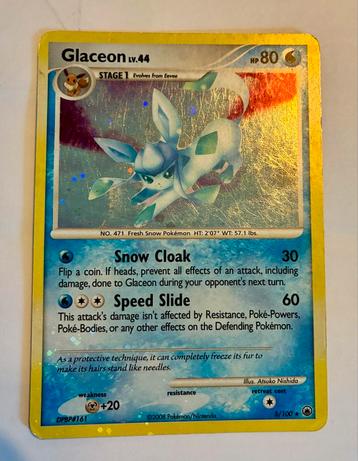 Glaceon LV.44 HP 80
STAGE 1 Evolves from Eevee
NO. 471 Fresh Snow Pokémon HT: 2'07" WT: 57.1 lbs.
Snow Cloak 30
Flip a coin. If heads, prevent all effects of an attack, including
damage, done to Glaceon during your opponent's next turn.
Speed Slide 60
This attack's damage isn't affected by Resistance, Poké-Powers,
Poké-Bodies, or any other effects on the Defending Pokémon.
As a protective technique, it can completely freeze its fur to
make its hairs stand like needles.
Illus. Atsuko Nishida
weakness resistance retreat cost
+20
DPBP#161 ©2008 Pokémon/Nintendo 5/100 ★